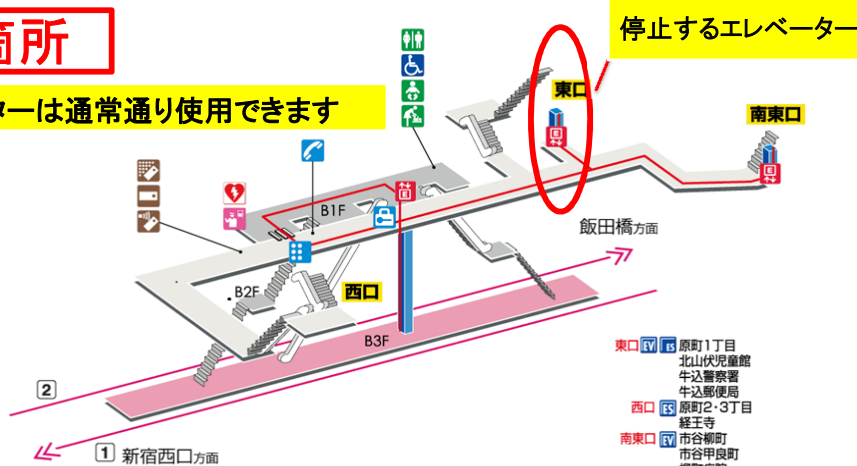 箇所
停止するエレベーター
ターは通常通り使用できます
東口
南東口
B1F
飯田橋方面
B2F
西口
B3F
2
1 新宿西口方面
東口 EV ES 原町1丁目
北山伏児童館
牛込警察署
牛込郵便局
西口 ES 原町2・3丁目
経王寺
南東口 EV 市谷柳町
市谷甲良町